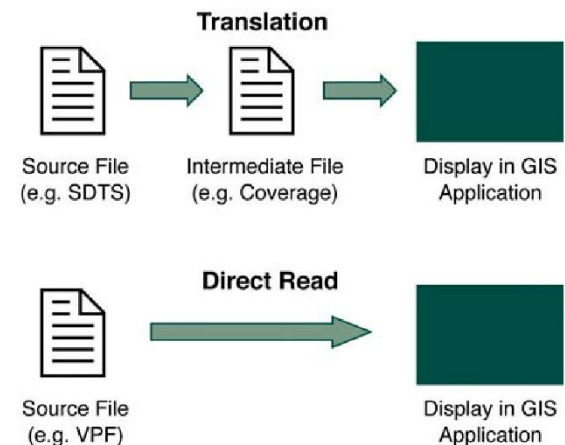 Translation
Source File
(e.g. SDTS)
Intermediate File
(e.g. Coverage)
Display in GIS
Application
Direct Read
Source File
(e.g. VPF)
Display in GIS
Application